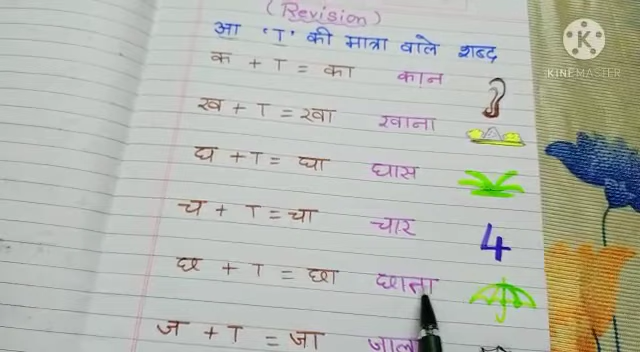 (Revision)
आ 'ा' की मात्रा वाले शब्द
क + ा = का कान
ख + ा = खा खाना
घ + ा = घा घास
च + ा = चा चार 4
छ + ा = छा छाता
ज + ा = जा जाल
KINEMASTER